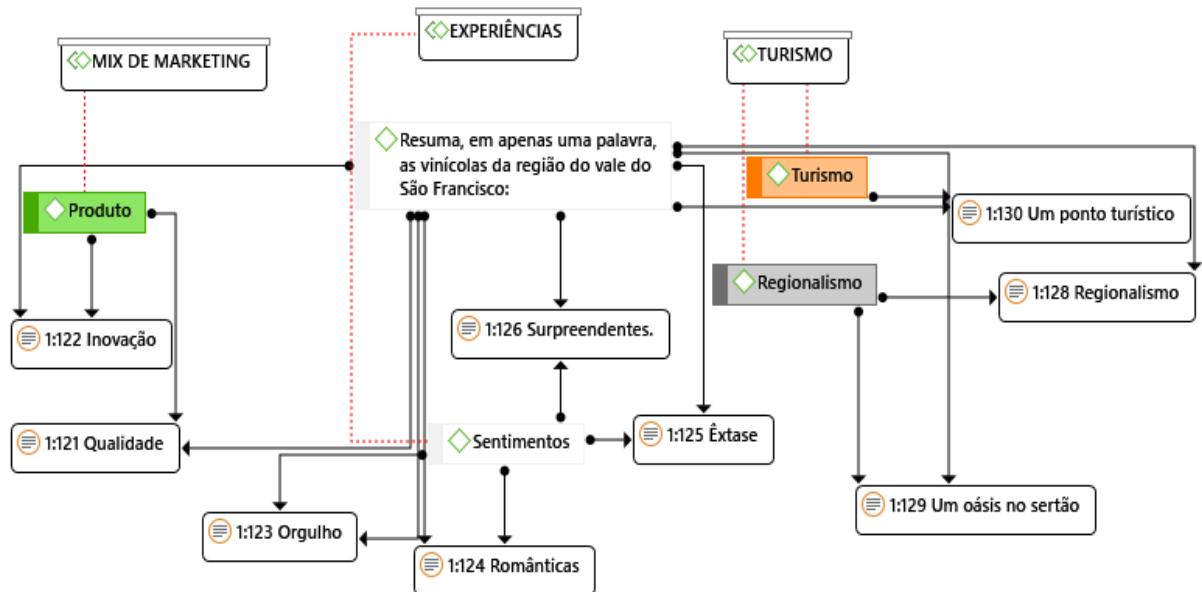 EXPERIÊNCIAS
MIX DE MARKETING
TURISMO
Resuma, em apenas uma palavra,
as vinícolas da região do vale do
São Francisco:
Turismo
Produto
1:130 Um ponto turístico
Regionalismo
1:128 Regionalismo
1:122 Inovação
1:126 Surpreendentes.
1:121 Qualidade
Sentimentos
1:125 Êxtase
1:129 Um oásis no sertão
1:123 Orgulho
1:124 Românticas